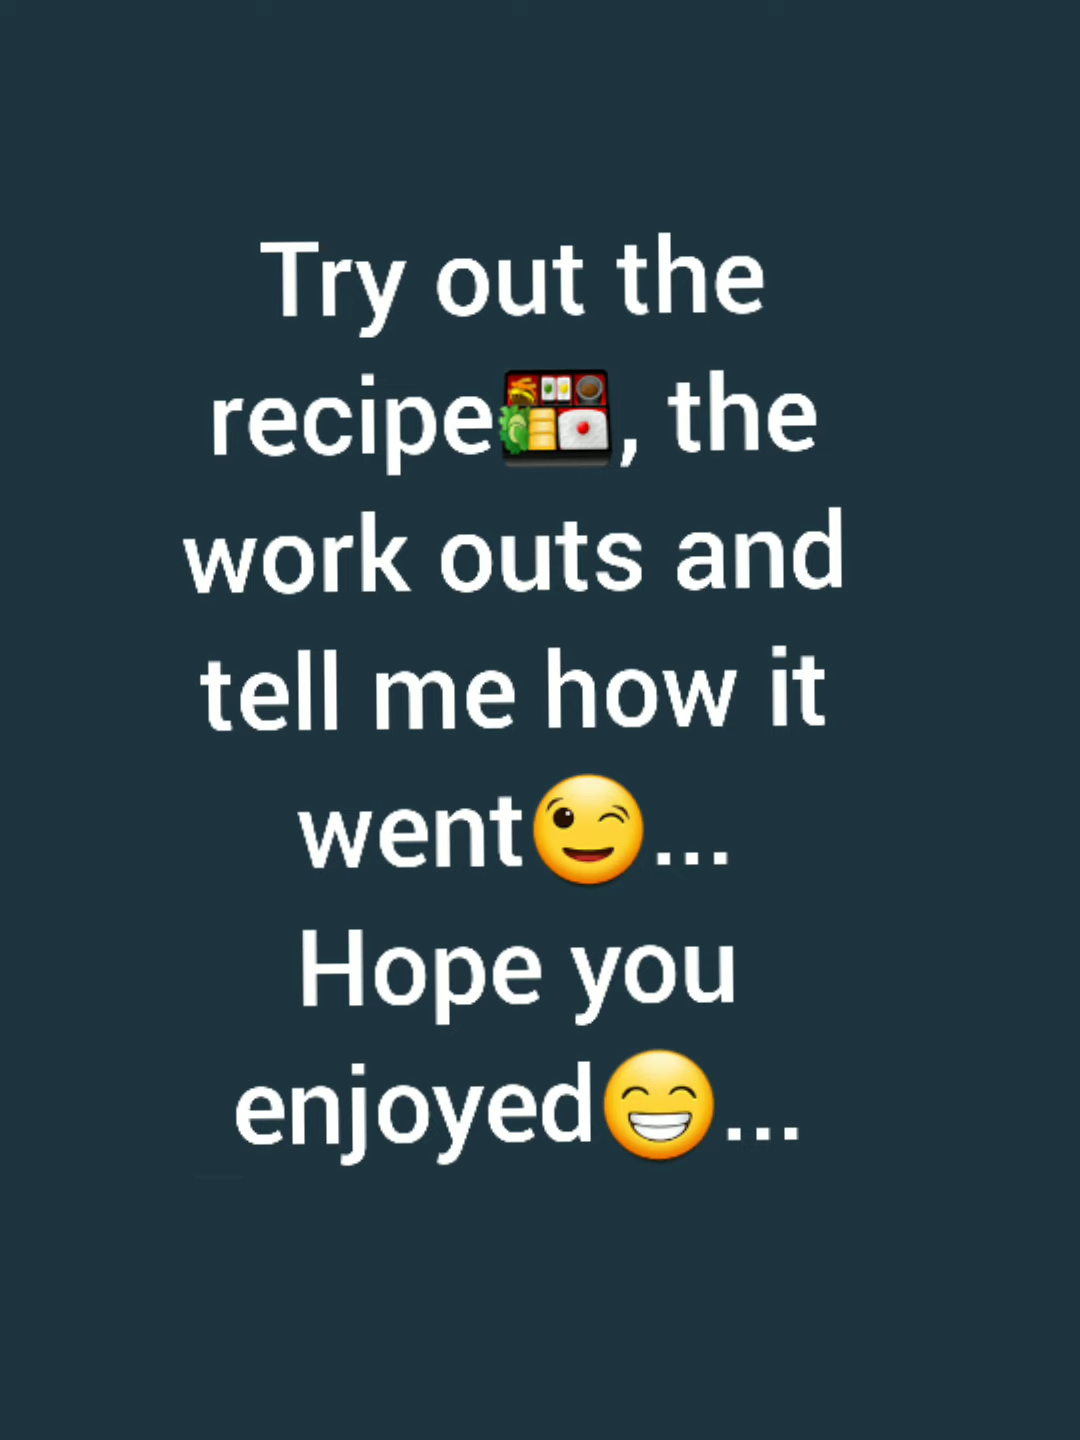 Try out the
recipe🍱, the
work outs and
tell me how it
went😉...
Hope you
enjoyed😁...